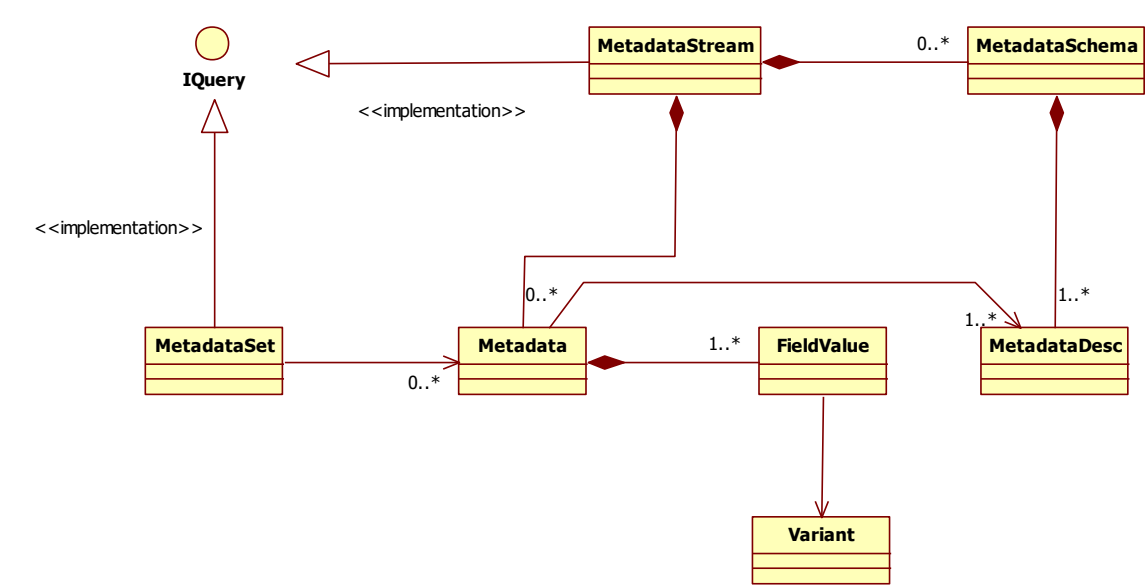 MetadataStream
0..*
MetadataSchema
IQuery
<<implementation>>
<<implementation>>
0..*
1..*
1..*
MetadataSet
0..*
Metadata
1..*
FieldValue
MetadataDesc
Variant